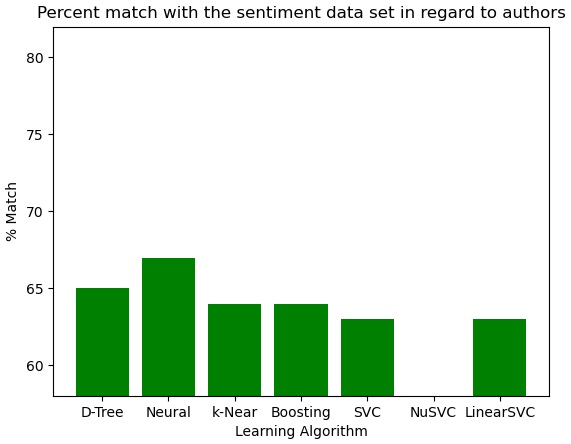 Percent match with the sentiment data set in regard to authors
80
75
70
65
60
% Match
D-Tree Neural k-Near Boosting SVC NuSVC LinearSVC
Learning Algorithm